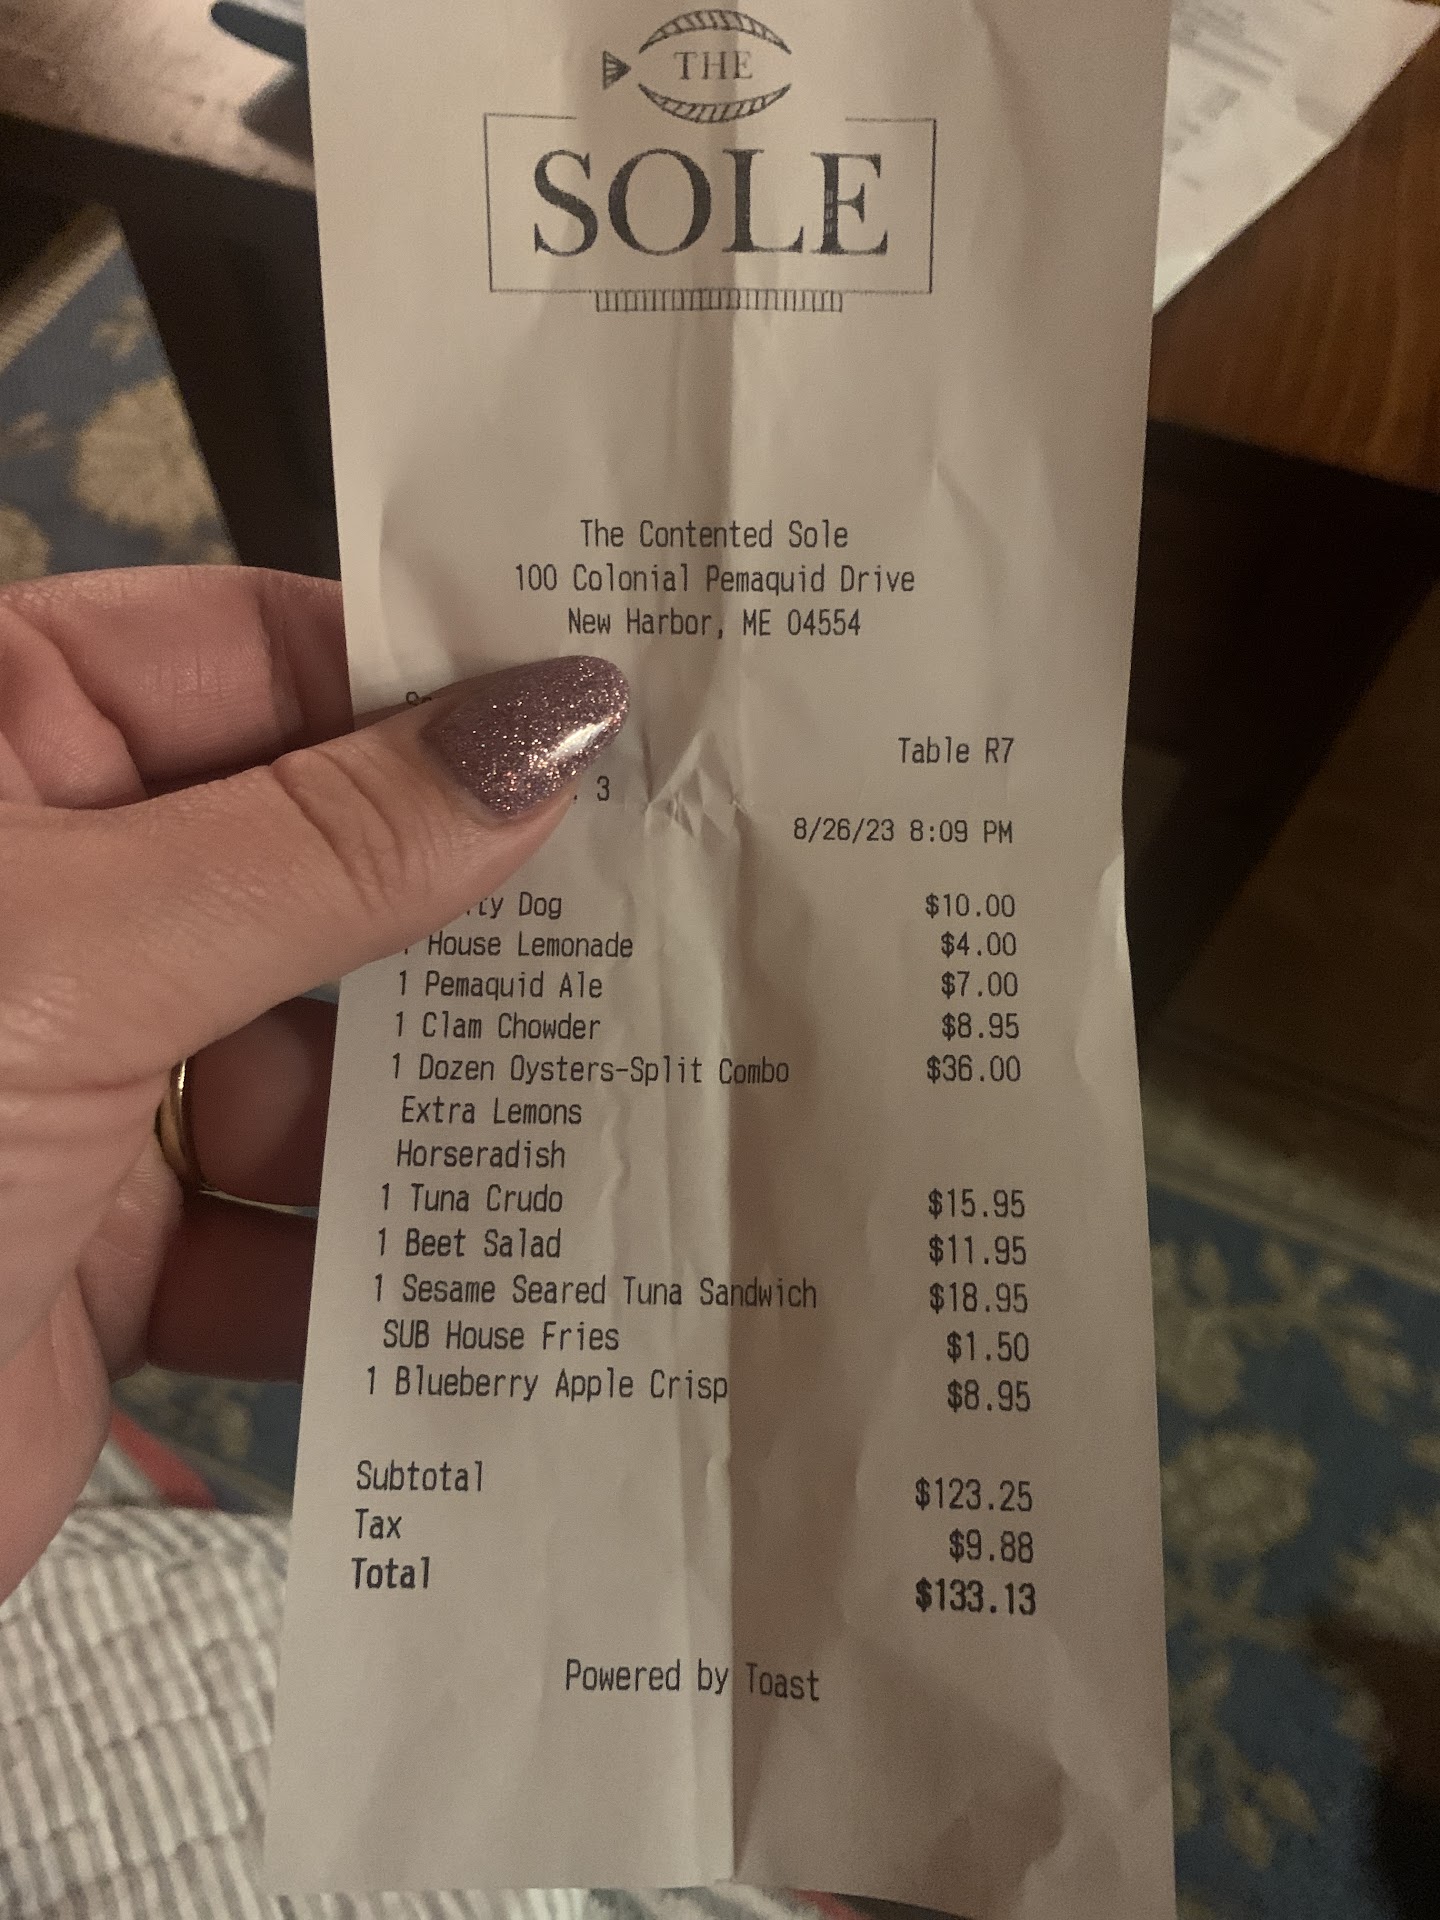 THE
SOLE
The Contented Sole
100 Colonial Pemaquid Drive
New Harbor, ME 04554
Table R7
3
8/26/23 8:09 PM
Dog $10.00
House Lemonade $4.00
1 Pemaquid Ale $7.00
1 Clam Chowder $8.95
1 Dozen Oysters-Split Combo $36.00
Extra Lemons
Horseradish
1 Tuna Crudo $15.95
1 Beet Salad $11.95
1 Sesame Seared Tuna Sandwich $18.95
SUB House Fries $1.50
1 Blueberry Apple Crisp $8.95
Subtotal $123.25
Tax $9.88
Total $133.13
Powered by Toast